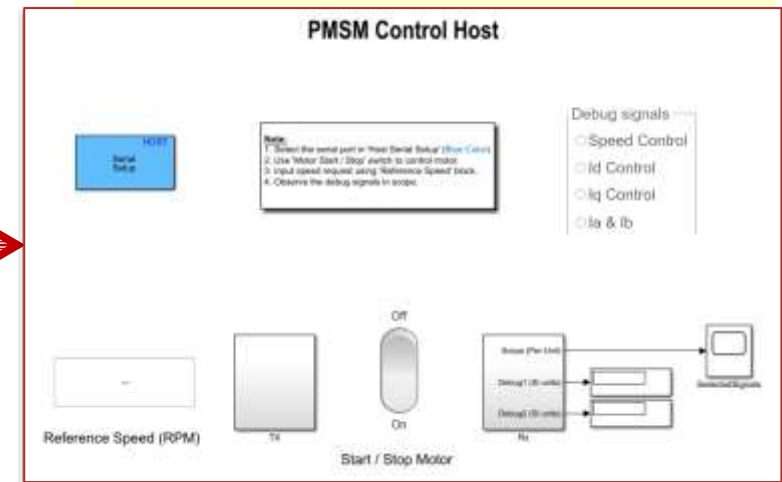 PMSM Control Host
HOST
Serial
Setup
Note:
1. Select the serial port in 'Host Serial Setup' (Blue Color)
2. Use 'Motor Start / Stop' switch to control motor.
3. Input speed request using 'Reference Speed' block.
4. Observe the debug signals in scope.
Debug signals
Speed Control
Id Control
Iq Control
Ia & Ib
Reference Speed (RPM)
TX
Off
On
Start / Stop Motor
Scope (Per Unit)
Debug1 (SI units)
Debug2 (SI units)
Rx
SelectedSignals